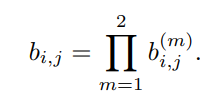 b_{i,j} = \prod_{m=1}^{2} b_{i,j}^{(m)}.